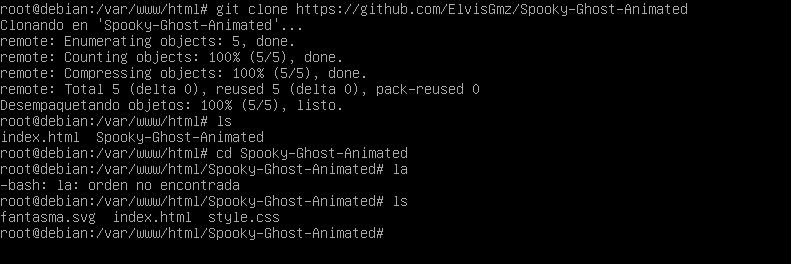 root@debian:/var/www/html# git clone https://github.com/ElvisGmz/Spooky-Ghost-Animated
Clonando en 'Spooky-Ghost-Animated'...
remote: Enumerating objects: 5, done.
remote: Counting objects: 100% (5/5), done.
remote: Compressing objects: 100% (5/5), done.
remote: Total 5 (delta 0), reused 5 (delta 0), pack-reused 0
Desempaquetando objetos: 100% (5/5), listo.
root@debian:/var/www/html# ls
index.html  Spooky-Ghost-Animated
root@debian:/var/www/html# cd Spooky-Ghost-Animated
root@debian:/var/www/html/Spooky-Ghost-Animated# la
-bash: la: orden no encontrada
root@debian:/var/www/html/Spooky-Ghost-Animated# ls
fantasma.svg  index.html  style.css
root@debian:/var/www/html/Spooky-Ghost-Animated#